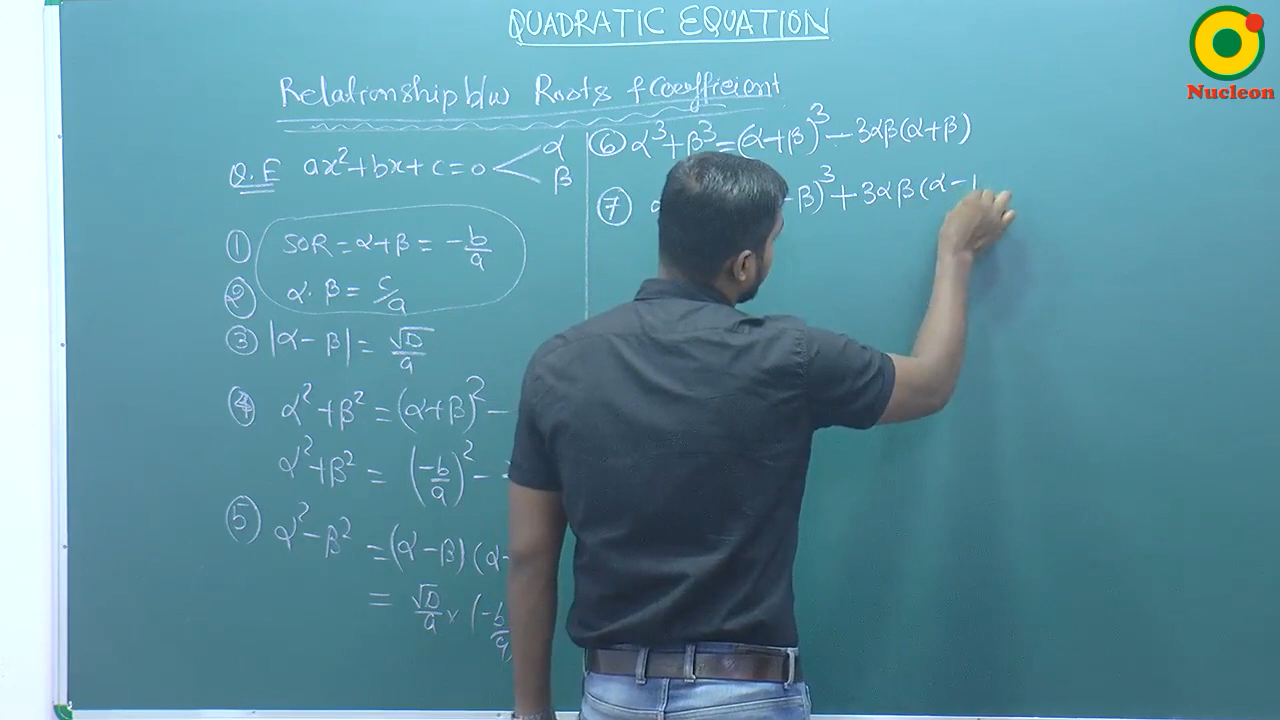 QUADRATIC EQUATION
Nucleon
Relationship b/w Roots & Coefficient
Q.E ax²+bx+c=0 α
β
① SOR = α+β = -b/a
② α.β = c/a
③ |α-β| = √D/a
④ α²+β² = (α+β)² -
α²+β² = (-b/a)² -
⑤ α²-β² = (α-β)(α
= √D/a × (-b/a
⑥ α³+β³ = (α+β)³ - 3αβ(α+β)
⑦ -β)³ + 3αβ(α-